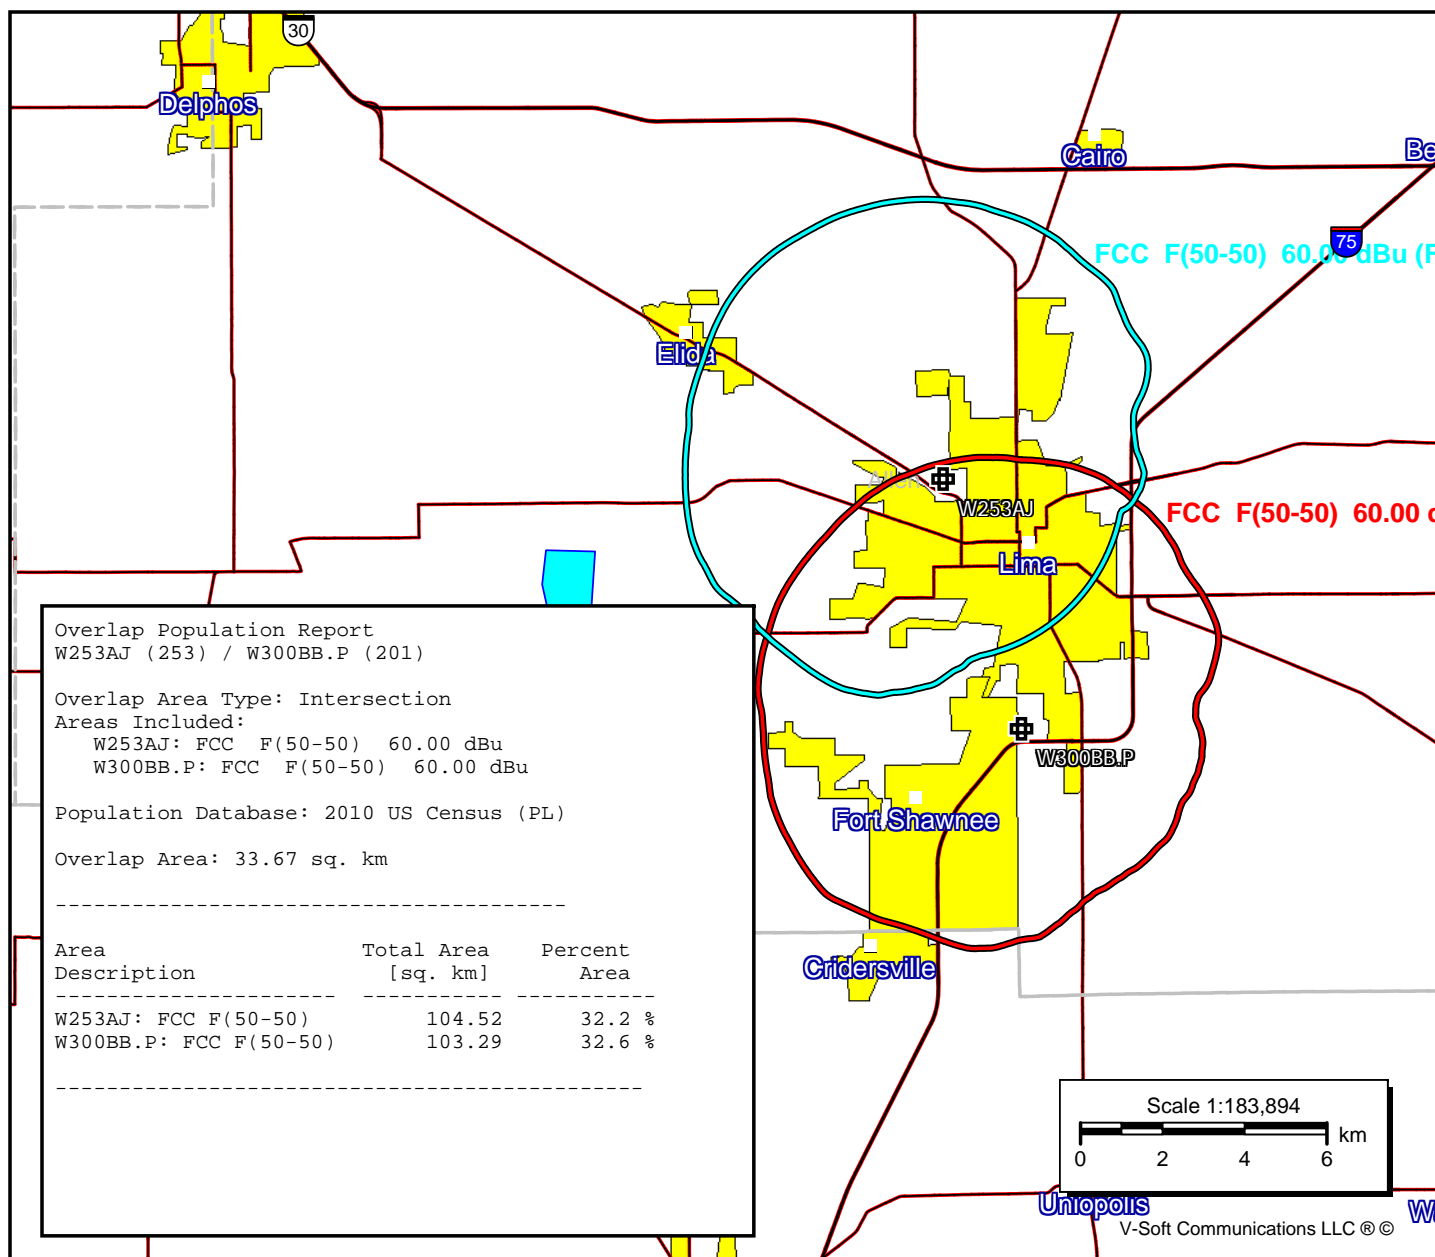 30
Delphos
Cairo
Be
75
FCC F(50-50) 60.00 dBu (F
Elida
W253AJ
FCC F(50-50) 60.00 d
Lima
W300BB.P
Fort Shawnee
Cridersville
Overlap Population Report
W253AJ (253) / W300BB.P (201)
Overlap Area Type: Intersection
Areas Included:
W253AJ: FCC F(50-50) 60.00 dBu
W300BB.P: FCC F(50-50) 60.00 dBu
Population Database: 2010 US Census (PL)
Overlap Area: 33.67 sq. km
----------------------------------------
Area Total Area Percent
Description [sq. km] Area
---------------------- ----------- -----------
W253AJ: FCC F(50-50) 104.52 32.2 %
W300BB.P: FCC F(50-50) 103.29 32.6 %
----------------------------------------------
Scale 1:183,894
km
0 2 4 6
Uniopolis
V-Soft Communications LLC ® ©